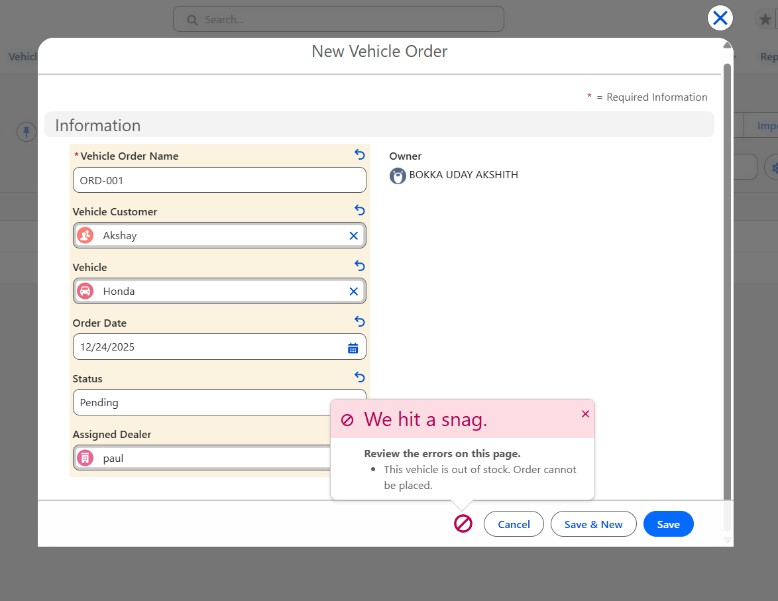 Search...
New Vehicle Order
* = Required Information
Information
* Vehicle Order Name
ORD-001
Owner
BOKKA UDAY AKSHITH
Vehicle Customer
Akshay
Vehicle
Honda
Order Date
12/24/2025
Status
Pending
Assigned Dealer
paul
We hit a snag.
Review the errors on this page.
• This vehicle is out of stock. Order cannot
be placed.
Cancel
Save & New
Save